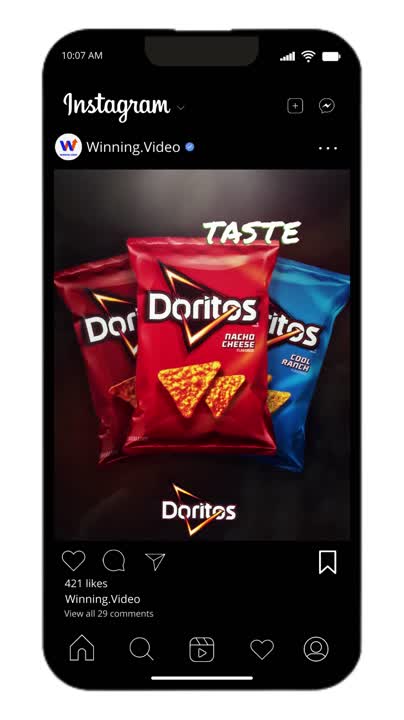 10:07 AM
Instagram
Winning.Video
TASTE
Doritos
Doritos
NACHO
CHEESE
itos
COOL
RANCH
Doritos
421 likes
Winning.Video
View all 29 comments